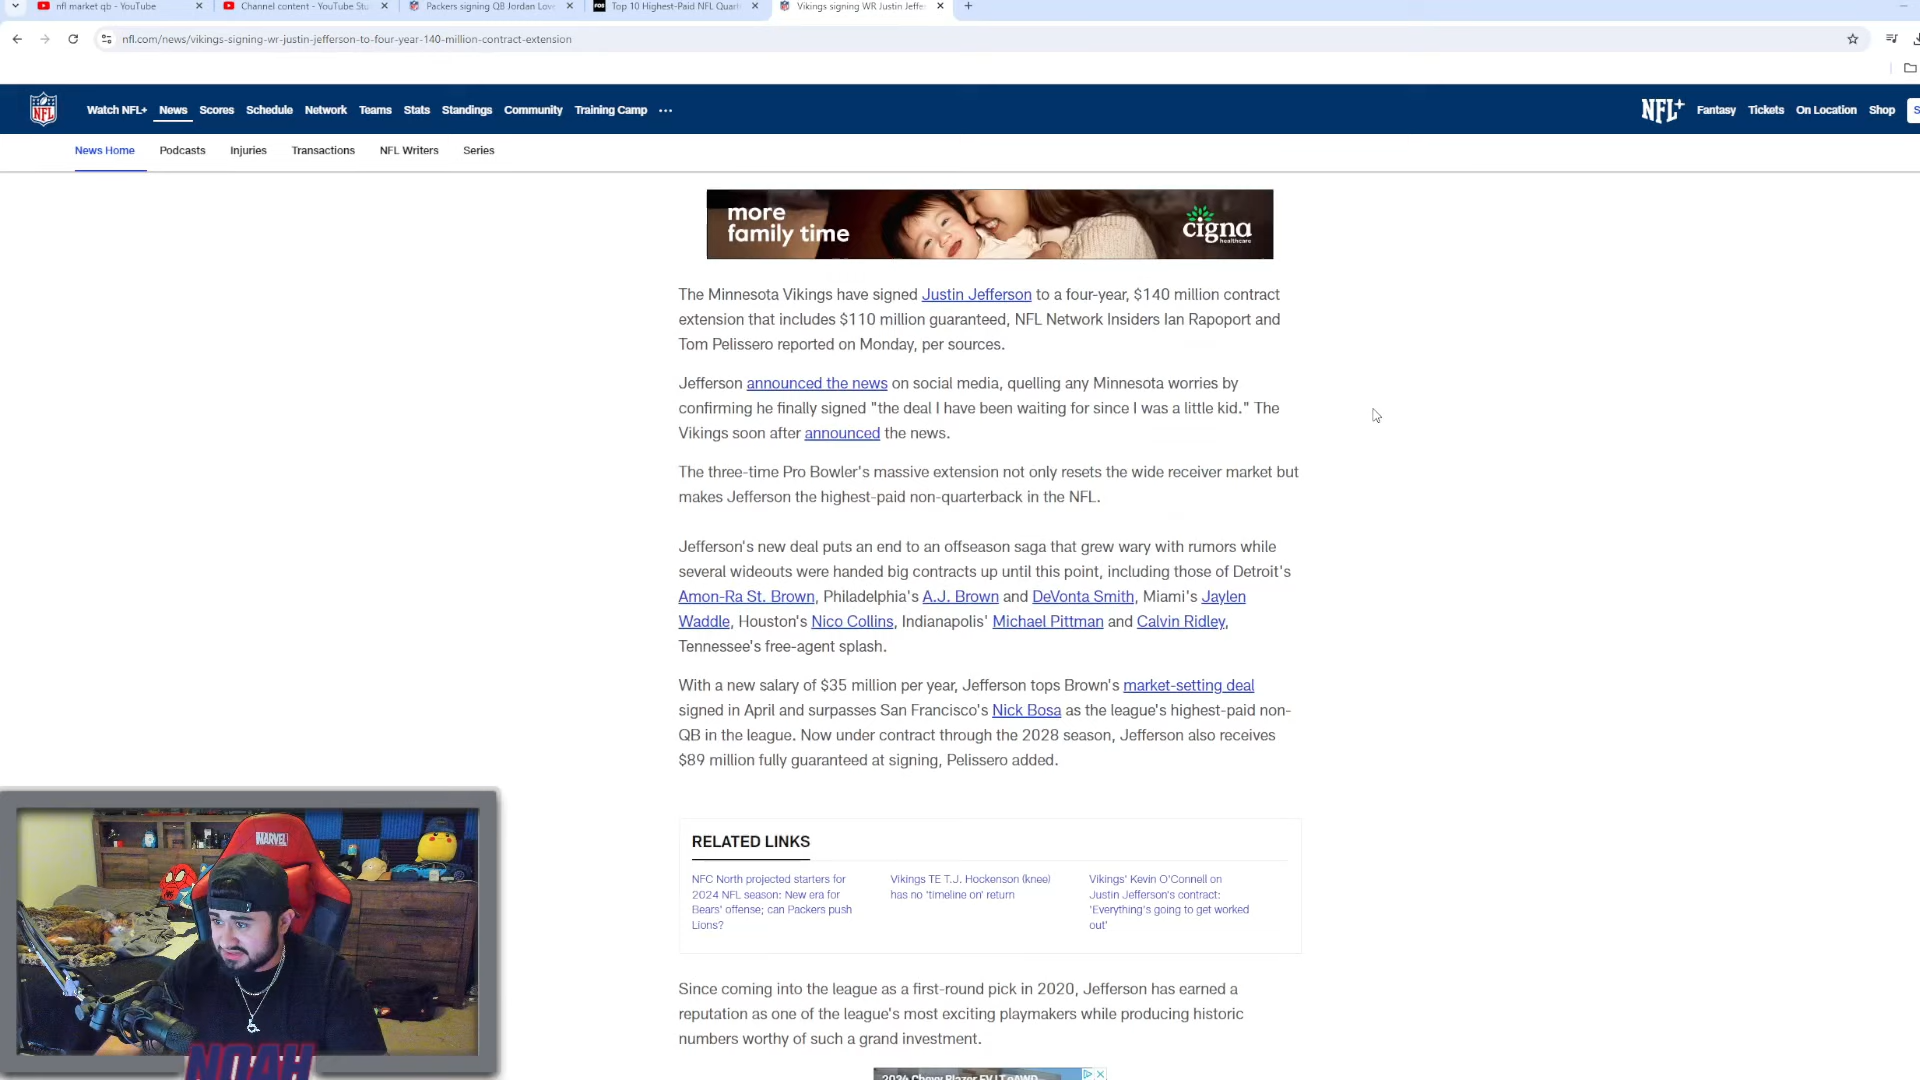 nfl market qb - YouTube
Channel content - YouTube Stu
Packers signing QB Jordan Love
Top 10 Highest-Paid NFL Quart
Vikings signing WR Justin Jeffer
nfl.com/news/vikings-signing-wr-justin-jefferson-to-four-year-140-million-contract-extension
NFL
Watch NFL+ News Scores Schedule Network Teams Stats Standings Community Training Camp ...
NFL+ Fantasy Tickets On Location Shop S
News Home Podcasts Injuries Transactions NFL Writers Series
more
family time
cigna
healthcare
The Minnesota Vikings have signed Justin Jefferson to a four-year, $140 million contract
extension that includes $110 million guaranteed, NFL Network Insiders Ian Rapoport and
Tom Pelissero reported on Monday, per sources.
Jefferson announced the news on social media, quelling any Minnesota worries by
confirming he finally signed "the deal I have been waiting for since I was a little kid." The
Vikings soon after announced the news.
The three-time Pro Bowler's massive extension not only resets the wide receiver market but
makes Jefferson the highest-paid non-quarterback in the NFL.
Jefferson's new deal puts an end to an offseason saga that grew wary with rumors while
several wideouts were handed big contracts up until this point, including those of Detroit's
Amon-Ra St. Brown, Philadelphia's A.J. Brown and DeVonta Smith, Miami's Jaylen
Waddle, Houston's Nico Collins, Indianapolis' Michael Pittman and Calvin Ridley,
Tennessee's free-agent splash.
With a new salary of $35 million per year, Jefferson tops Brown's market-setting deal
signed in April and surpasses San Francisco's Nick Bosa as the league's highest-paid non-
QB in the league. Now under contract through the 2028 season, Jefferson also receives
$89 million fully guaranteed at signing, Pelissero added.
RELATED LINKS
NFC North projected starters for
2024 NFL season: New era for
Bears' offense; can Packers push
Lions?
Vikings TE T.J. Hockenson (knee)
has no 'timeline on' return
Vikings' Kevin O'Connell on
Justin Jefferson's contract:
'Everything's going to get worked
out'
Since coming into the league as a first-round pick in 2020, Jefferson has earned a
reputation as one of the league's most exciting playmakers while producing historic
numbers worthy of such a grand investment.
2024 Chevy Blazer EV LT eAWD
MARVEL
NOAH